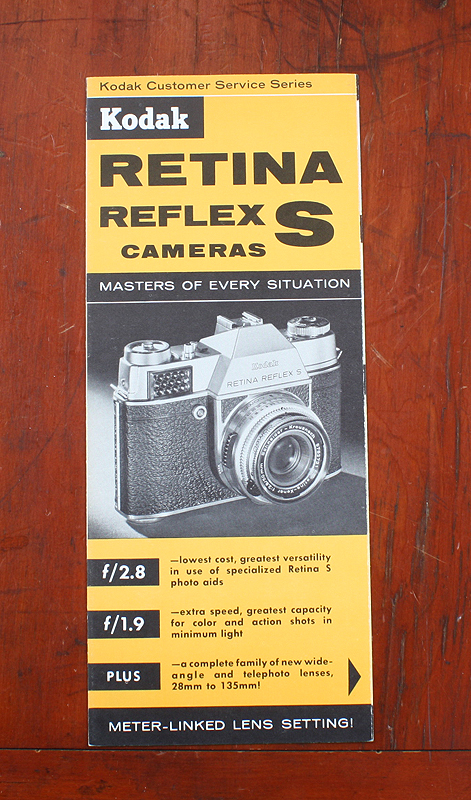 Kodak Customer Service Series
Kodak
RETINA
REFLEX S
CAMERAS
MASTERS OF EVERY SITUATION
Kodak
RETINA REFLEX S
f/2.8
—lowest cost, greatest versatility
in use of specialized Retina S
photo aids
f/1.9
—extra speed, greatest capacity
for color and action shots in
minimum light
PLUS
—a complete family of new wide-
angle and telephoto lenses,
28mm to 135mm!
METER-LINKED LENS SETTING!